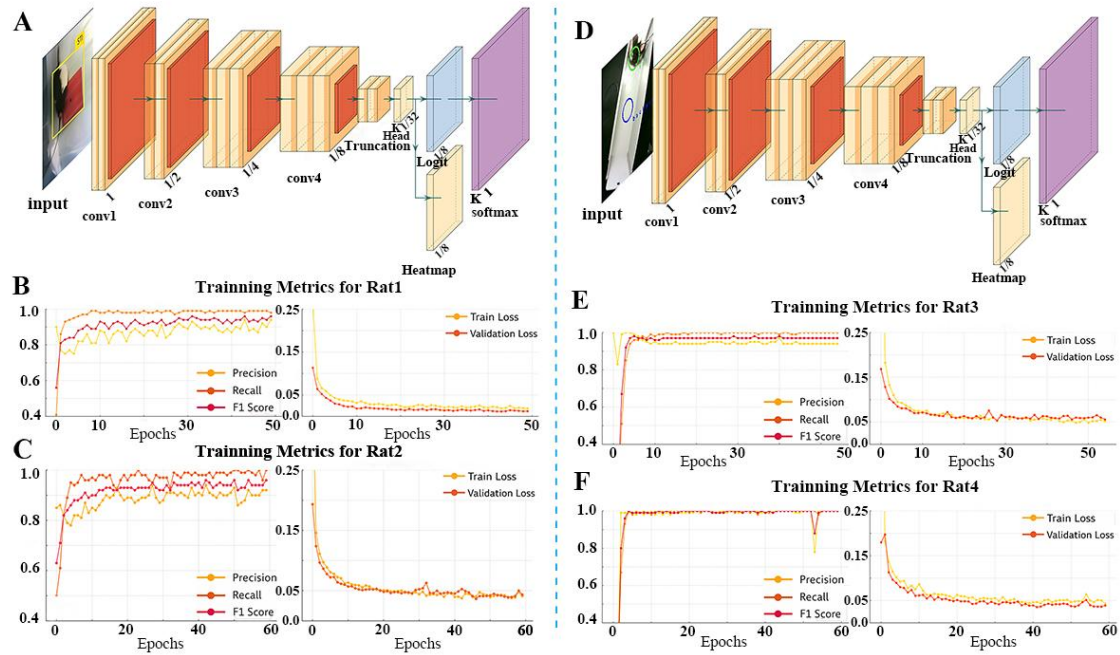 A
input
1
conv1
1/2
conv2
1/4
conv3
1/8
conv4
Truncation
K
1/32
Head
1/8
Logit
1/8
Heatmap
K 1
softmax
B
Trainning Metrics for Rat1
1.0
0.8
0.6
0.4
10
30
50
Epochs
Precision
Recall
F1 Score
0.25
0.15
0.05
0.0
10
30
50
Train Loss
Validation Loss
C
Trainning Metrics for Rat2
1.0
0.8
0.6
0.4
0
20
40
60
Epochs
Precision
Recall
F1 Score
0.25
0.15
0.05
0.0
0
20
40
60
Epochs
Train Loss
Validation Loss
D
input
1
conv1
1/2
conv2
1/4
conv3
1/8
conv4
Truncation
K
1/32
Head
1/8
Logit
1/8
Heatmap
K 1
softmax
E
Trainning Metrics for Rat3
1.0
0.8
0.6
0.4
0
10
30
50
Epochs
Precision
Recall
F1 Score
0.25
0.15
0.05
0.0
0
10
30
50
Epochs
Train Loss
Validation Loss
F
Trainning Metrics for Rat4
1.0
0.8
0.6
0.4
0
20
40
60
Epochs
Precision
Recall
F1 Score
0.25
0.15
0.05
0.0
0
20
40
60
Epochs
Train Loss
Validation Loss